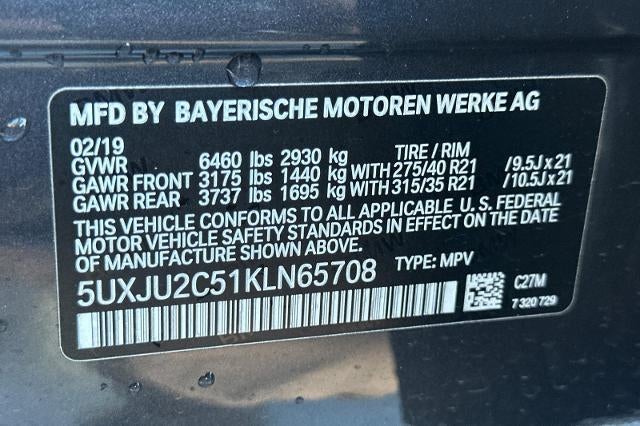 MFD BY BAYERISCHE MOTOREN WERKE AG
02/19 TIRE / RIM
GVWR 6460 lbs 2930 kg
GAWR FRONT 3175 lbs 1440 kg WITH 275/40 R21 / 9.5J x 21
GAWR REAR 3737 lbs 1695 kg WITH 315/35 R21 / 10.5J x 21
THIS VEHICLE CONFORMS TO ALL APPLICABLE U. S. FEDERAL
MOTOR VEHICLE SAFETY STANDARDS IN EFFECT ON THE DATE
OF MANUFACTURE SHOWN ABOVE.
5UXJU2C51KLN65708 TYPE: MPV
C27M
7 320 729